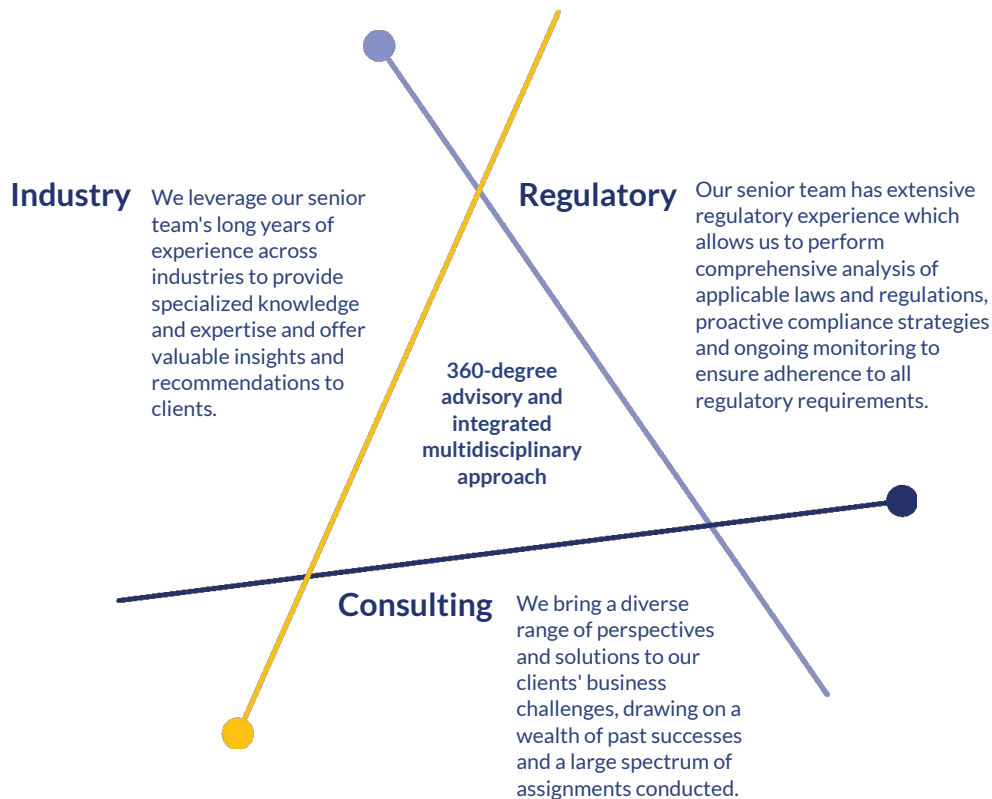 Industry
We leverage our senior
team's long years of
experience across
industries to provide
specialized knowledge
and expertise and offer
valuable insights and
recommendations to
clients.
Regulatory
Our senior team has extensive
regulatory experience which
allows us to perform
comprehensive analysis of
applicable laws and regulations,
proactive compliance strategies
and ongoing monitoring to
ensure adherence to all
regulatory requirements.
360-degree
advisory and
integrated
multidisciplinary
approach
Consulting
We bring a diverse
range of perspectives
and solutions to our
clients' business
challenges, drawing on a
wealth of past successes
and a large spectrum of
assignments conducted.